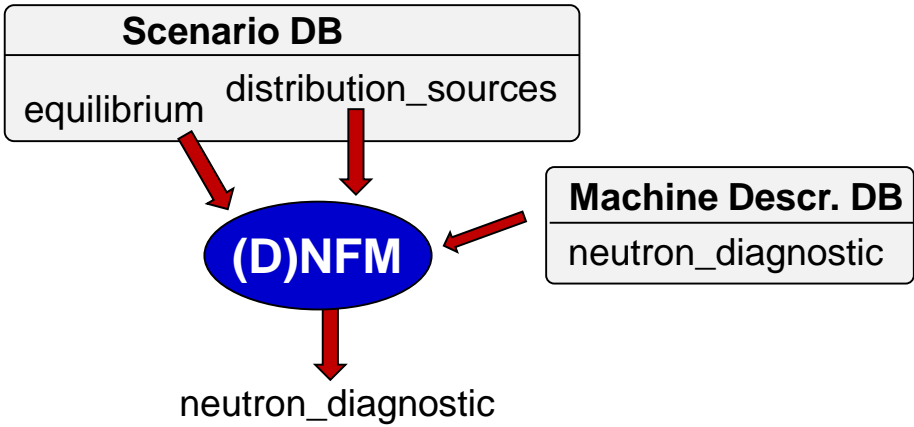 Scenario DB
equilibrium
distribution_sources
Machine Descr. DB
neutron_diagnostic
(D)NFM
neutron_diagnostic